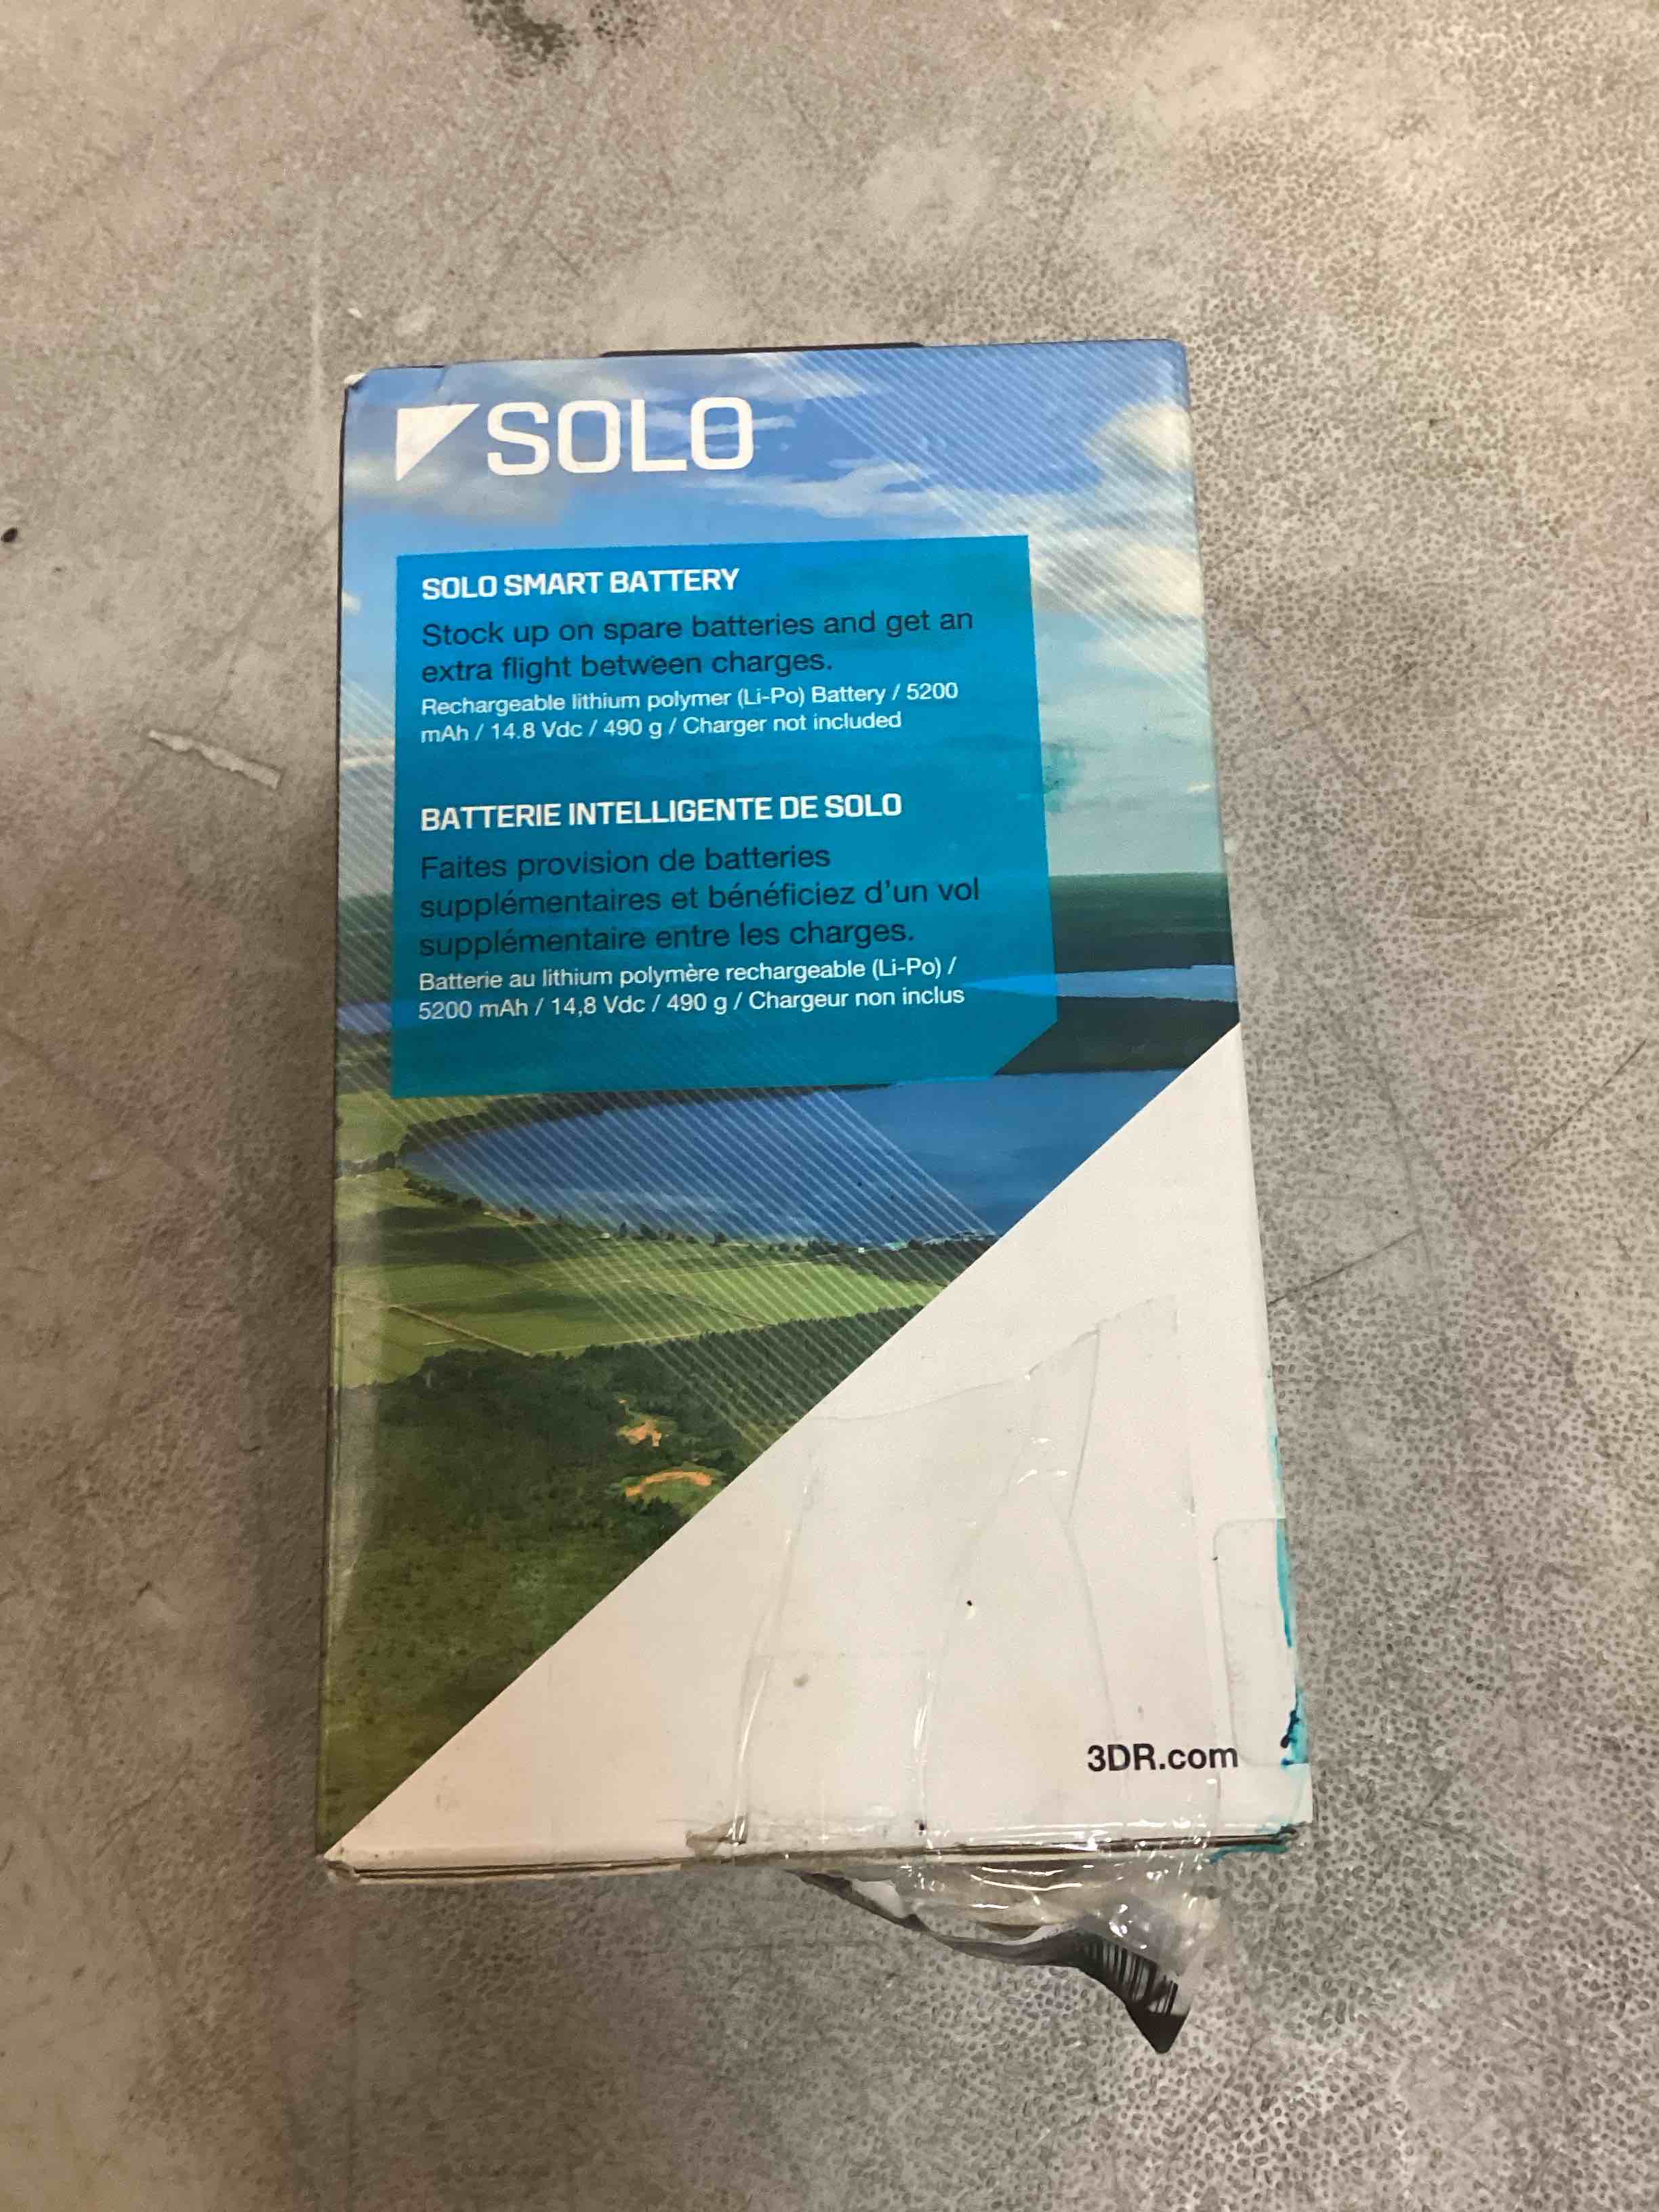 SOLO
SOLO SMART BATTERY
Stock up on spare batteries and get an
extra flight between charges.
Rechargeable lithium polymer (Li-Po) Battery / 5200
mAh / 14.8 Vdc / 490 g / Charger not included
BATTERIE INTELLIGENTE DE SOLO
Faites provision de batteries
supplémentaires et bénéficiez d'un vol
supplémentaire entre les charges.
Batterie au lithium polymère rechargeable (Li-Po) /
5200 mAh / 14,8 Vdc / 490 g / Chargeur non inclus
3DR.com